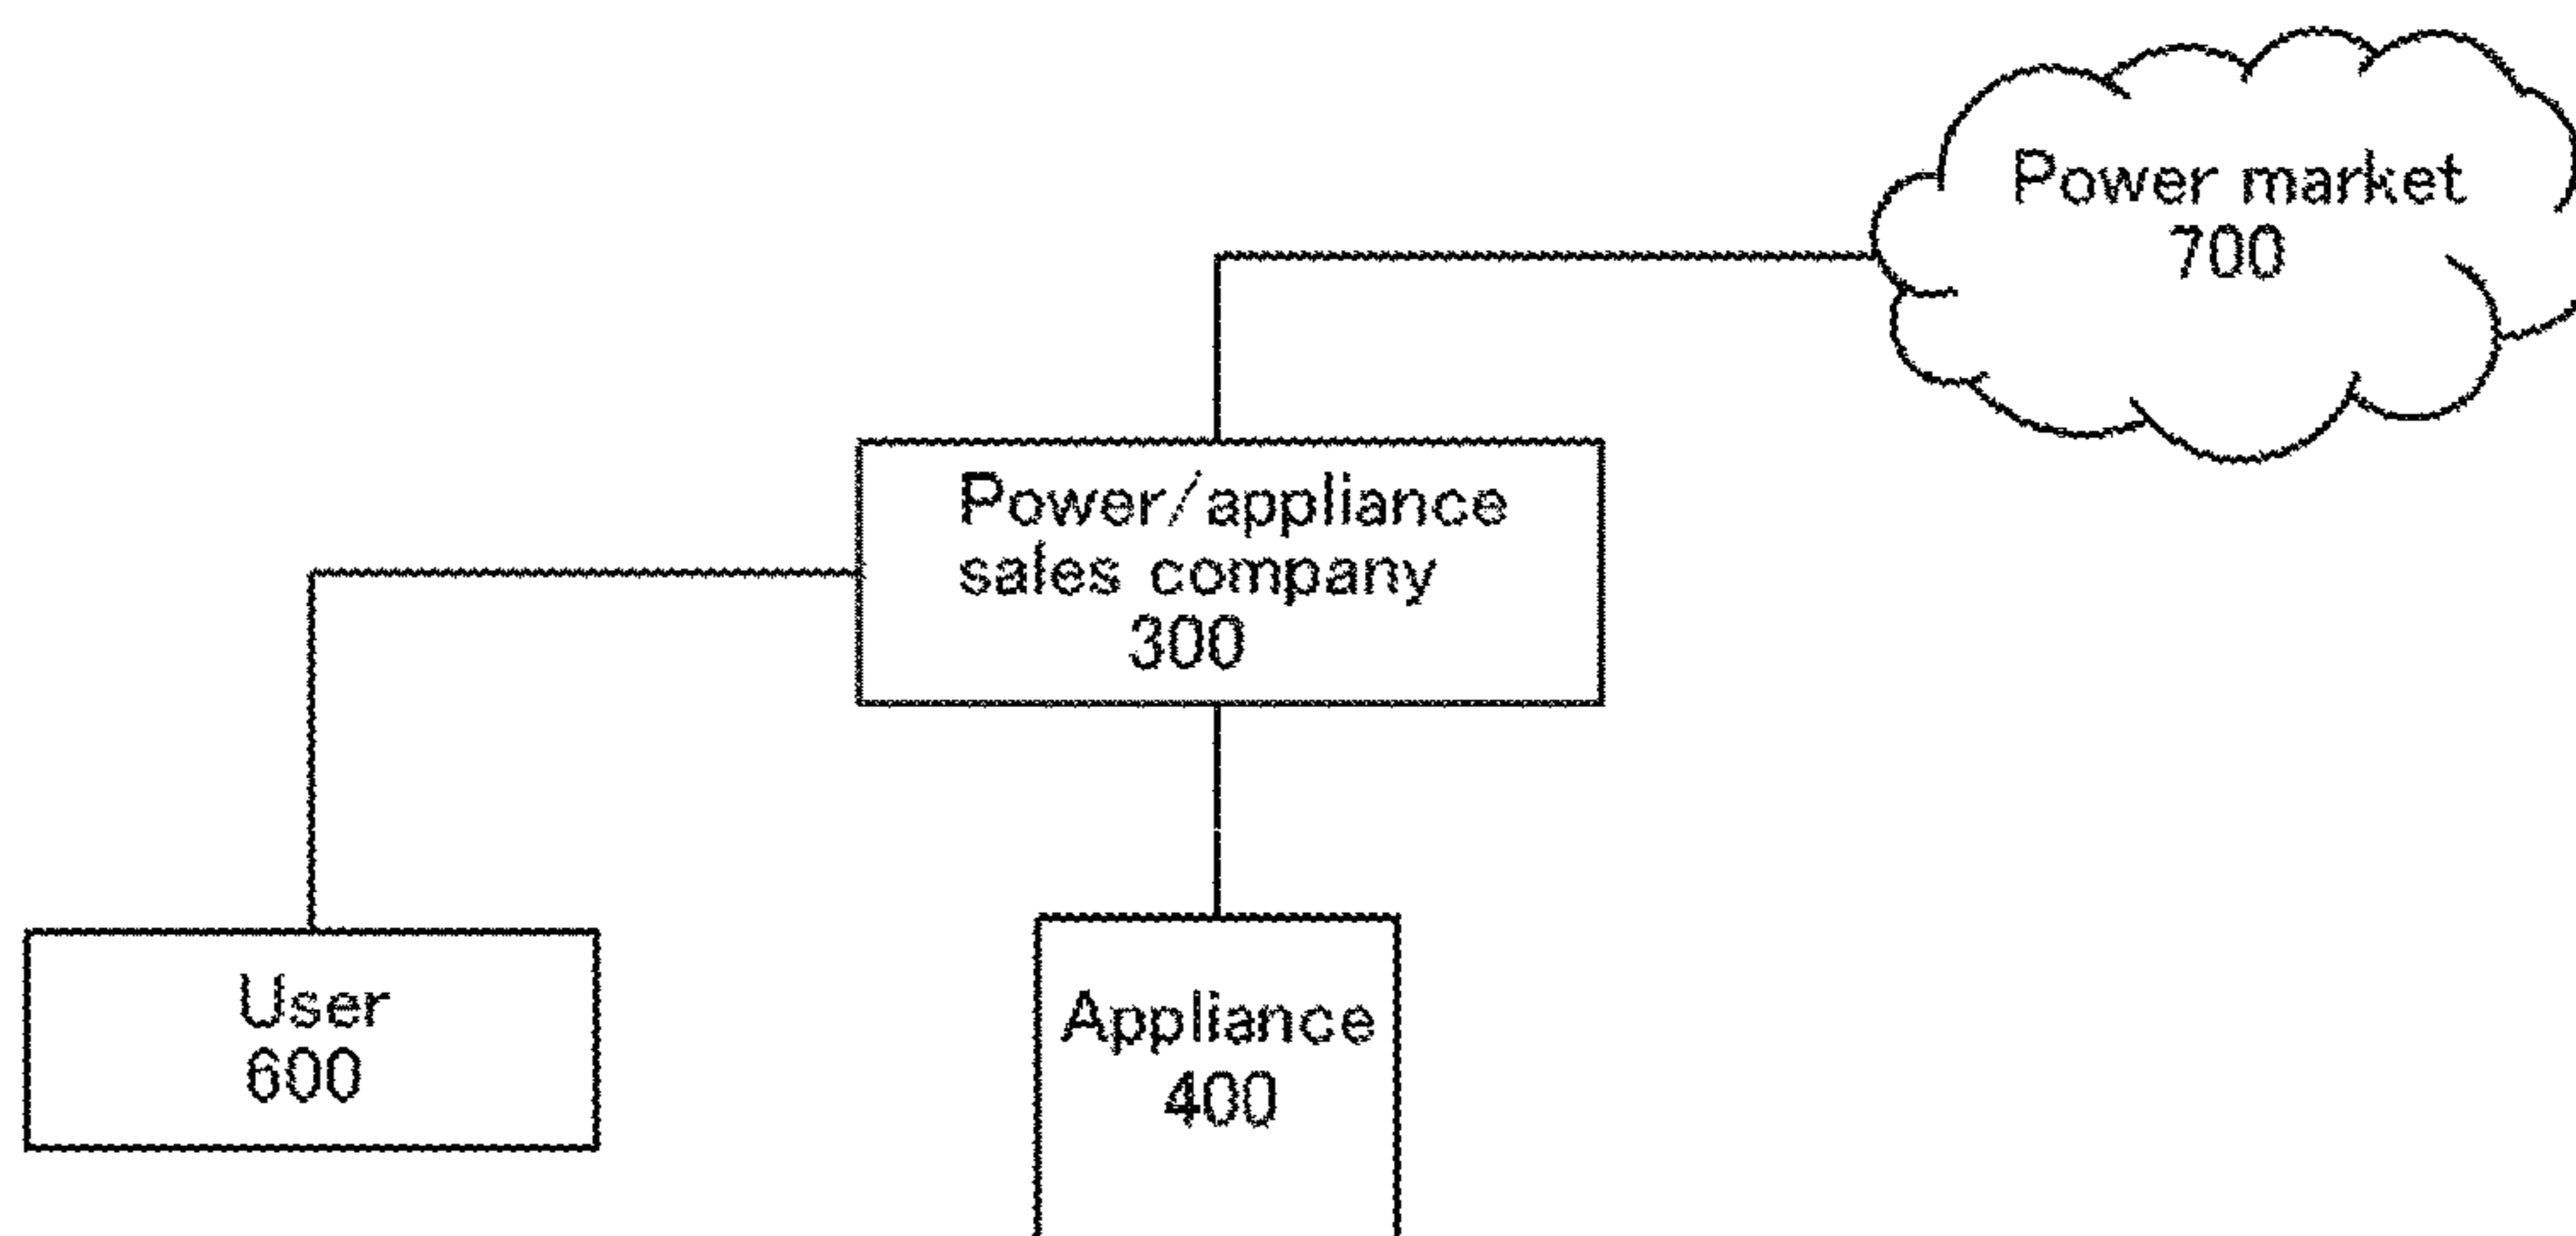 Power market
700
Power/appliance
sales company
300
User
600
Appliance
400